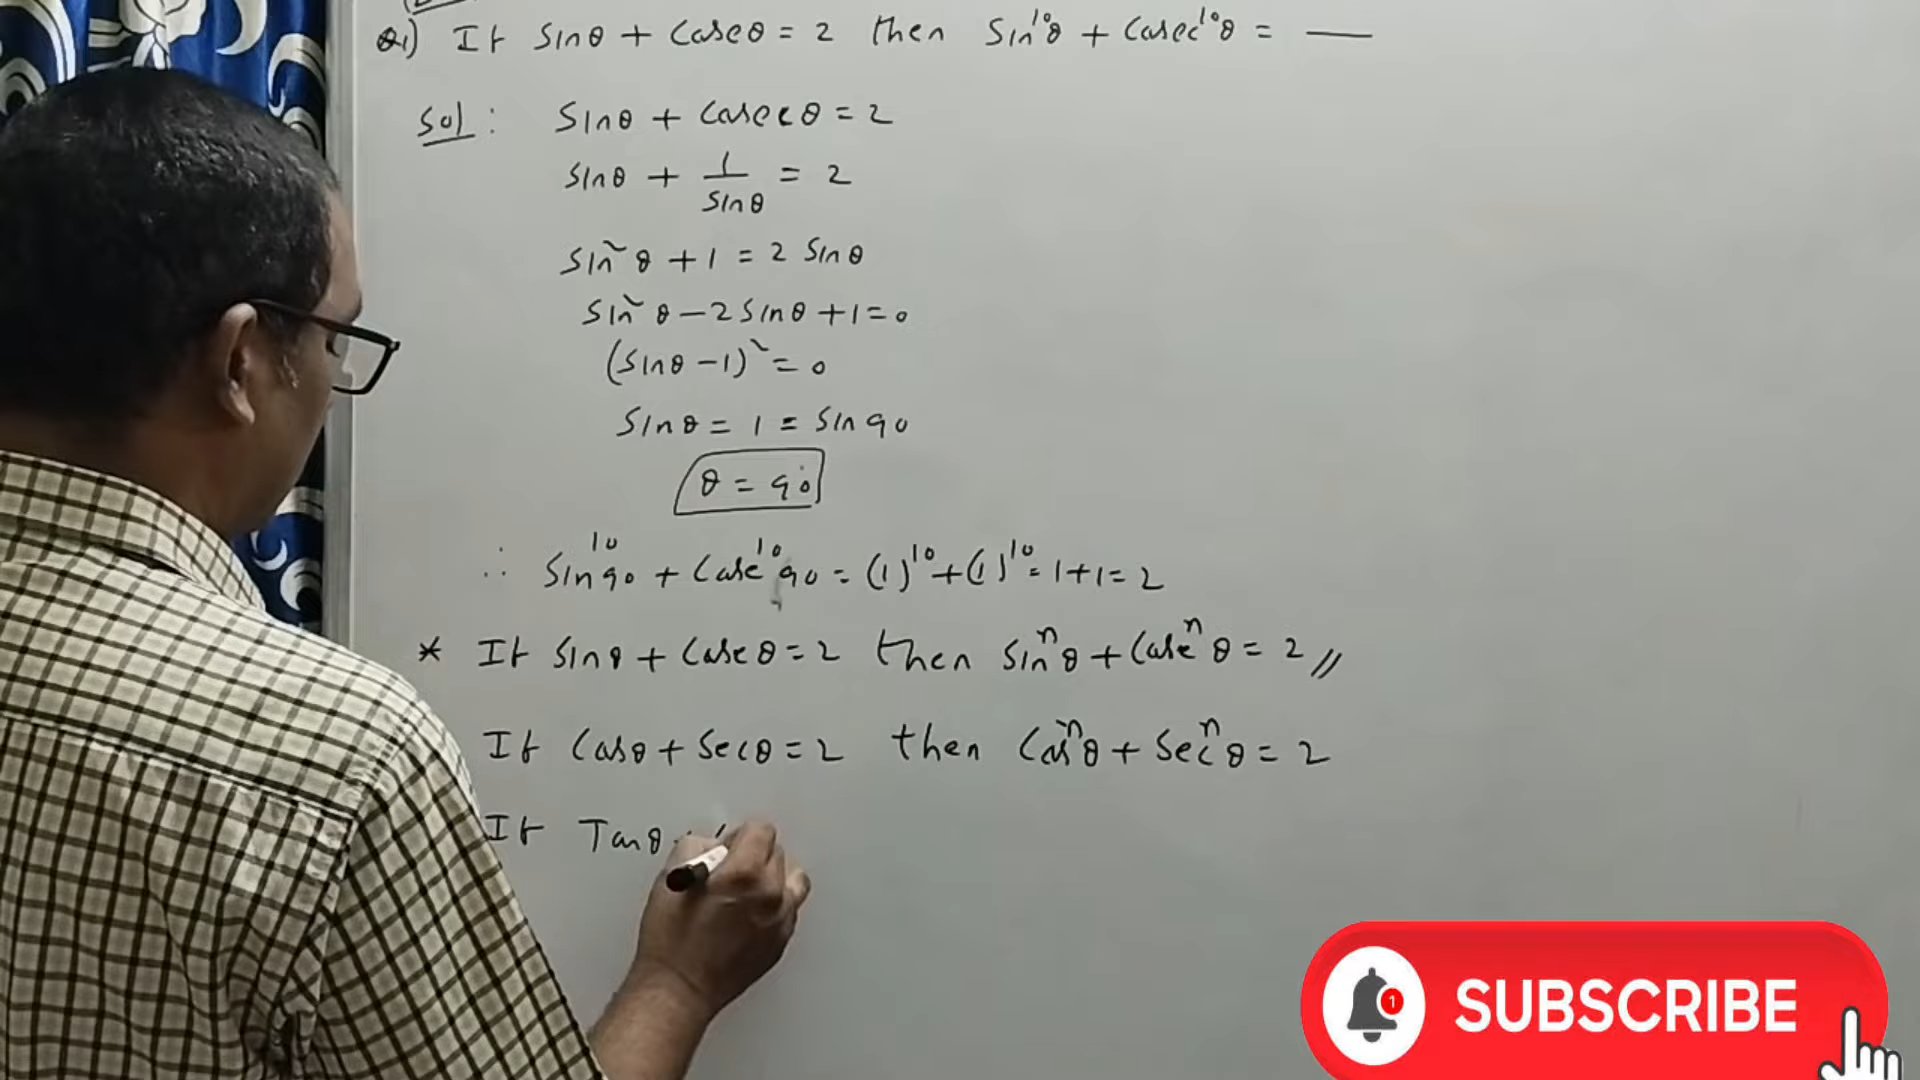 Q1) If Sinθ + Cosecθ = 2 then Sin¹⁰θ + Cosec¹⁰θ = —
Sol : Sinθ + Cosecθ = 2
Sinθ + 1/Sinθ = 2
Sin²θ + 1 = 2 Sinθ
Sin²θ - 2 Sinθ + 1 = 0
(Sinθ - 1)² = 0
Sinθ = 1 = Sin 90
θ = 90°
∴ Sin¹⁰90 + Cosec¹⁰90 = (1)¹⁰ + (1)¹⁰ = 1 + 1 = 2
* If Sinθ + Cosecθ = 2 then Sinⁿθ + Cosecⁿθ = 2 //
If Cosθ + Secθ = 2 then Cosⁿθ + Secⁿθ = 2
If Tanθ
1
SUBSCRIBE